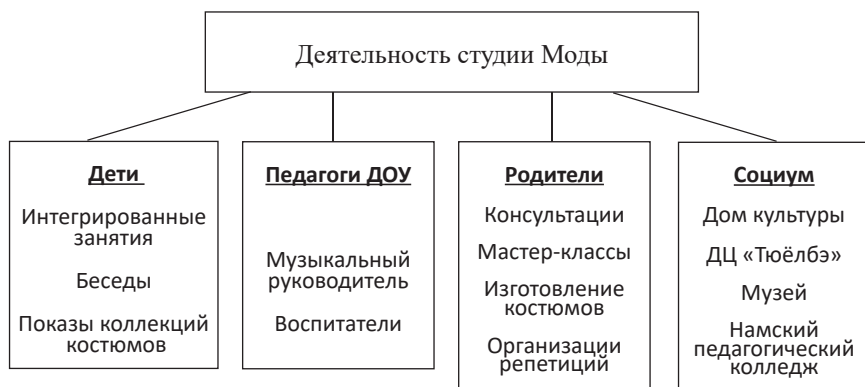 Деятельность студии Моды
Дети
Интегрированные
занятия
Беседы
Показы коллекций
костюмов
Педагоги ДОУ
Музыкальный
руководитель
Воспитатели
Родители
Консультации
Мастер-классы
Изготовление
костюмов
Организации
репетиций
Социум
Дом культуры
ДЦ «Тюёлбэ»
Музей
Намский
педагогический
колледж